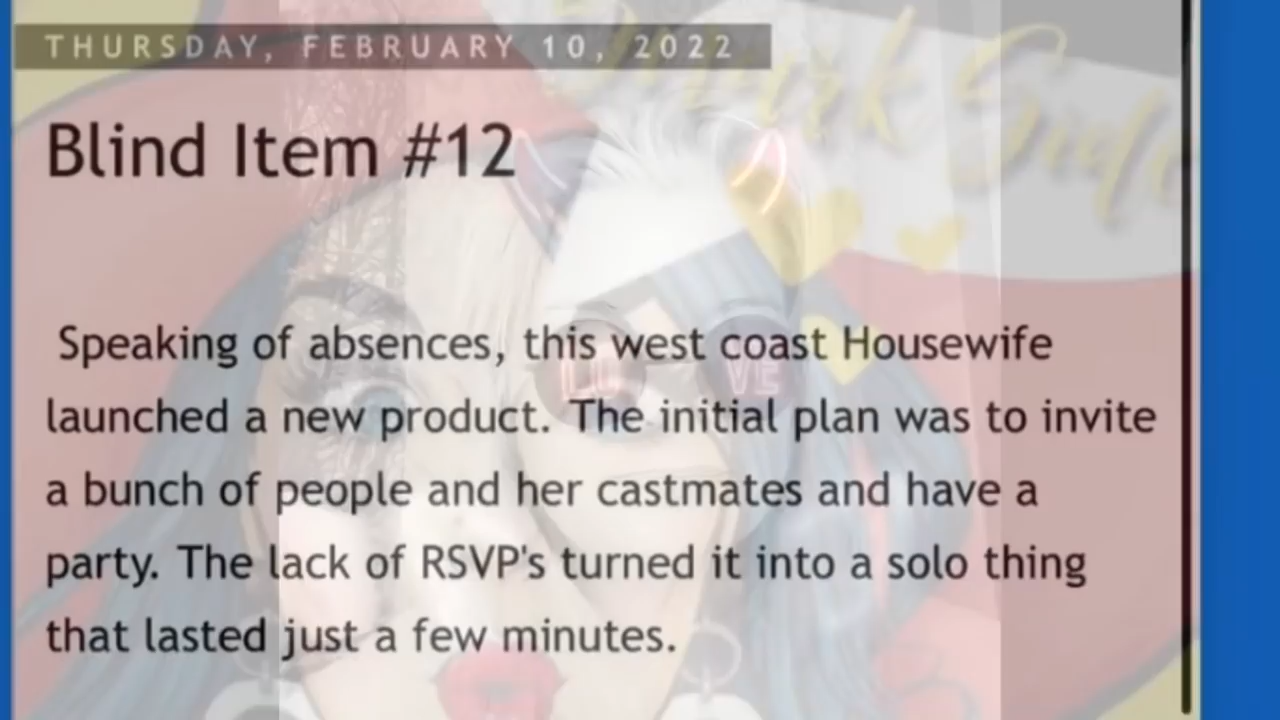 THURSDAY, FEBRUARY 10, 2022
Blind Item #12
Speaking of absences, this west coast Housewife
launched a new product. The initial plan was to invite
a bunch of people and her castmates and have a
party. The lack of RSVP's turned it into a solo thing
that lasted just a few minutes.